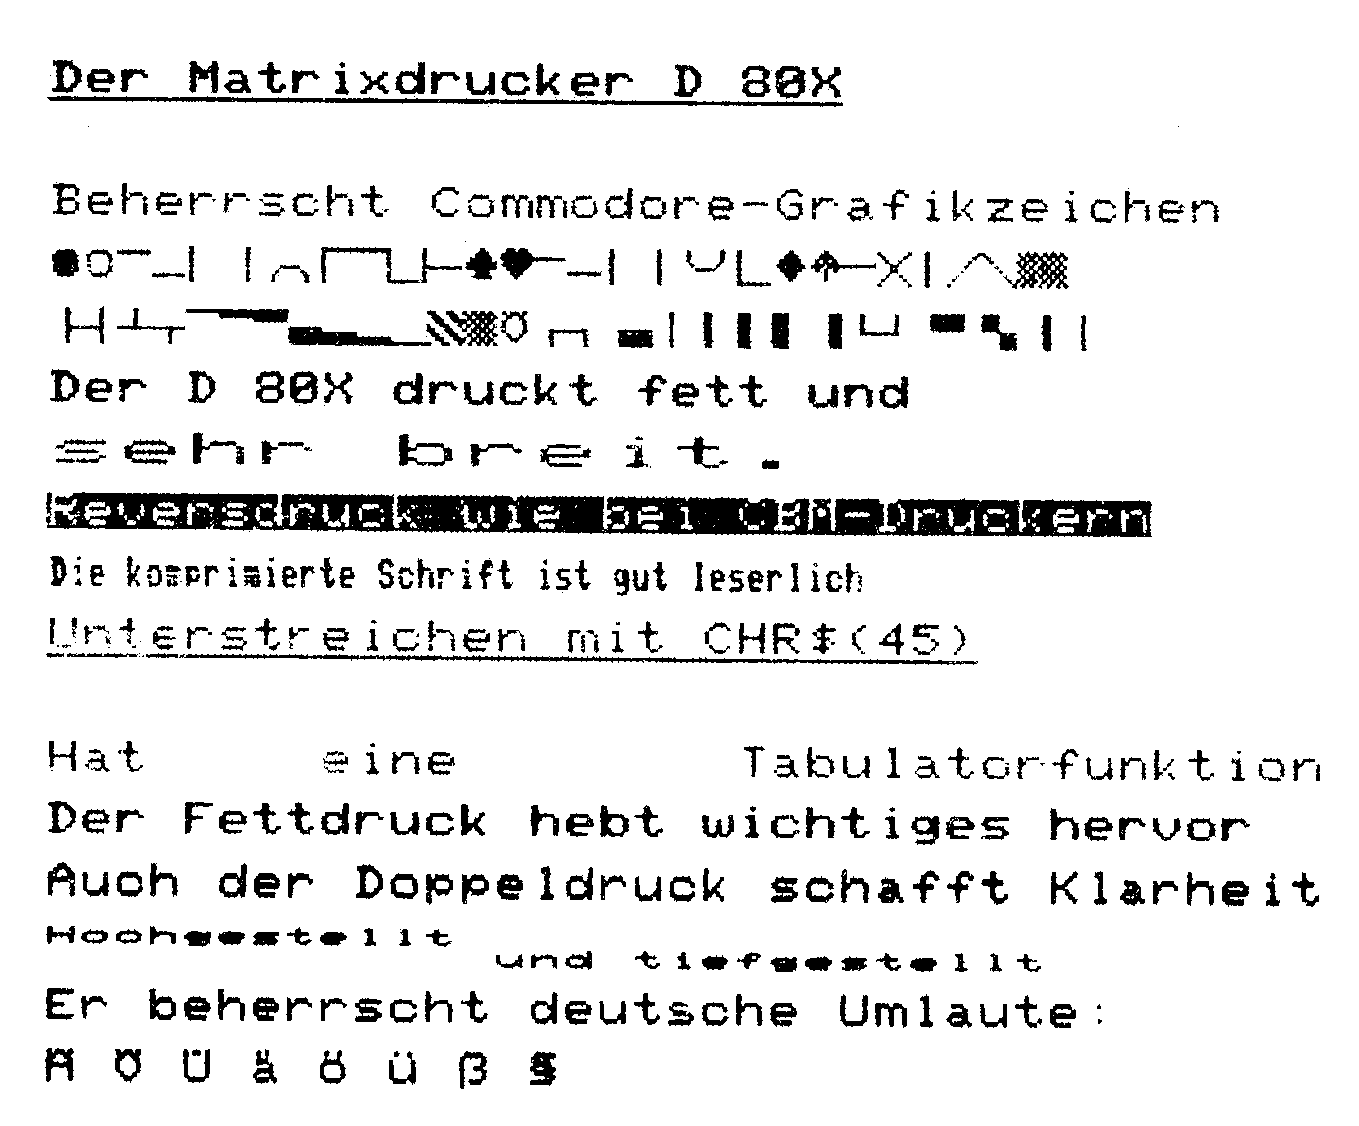 Der Matrixdrucker D 80X
Beherrscht Commodore-Grafikzeichen
Der D 80X druckt fett und
sehr breit.
Reversdruck wie bei CBM-Druckern
Die komprimierte Schrift ist gut leserlich
Unterstreichen mit CHR$(45)
Hat eine Tabulatorfunktion
Der Fettdruck hebt wichtiges hervor
Auch der Doppeldruck schafft Klarheit
Hochgestellt
und tiefgestellt
Er beherrscht deutsche Umlaute:
Ä Ö Ü ä ö ü ß §